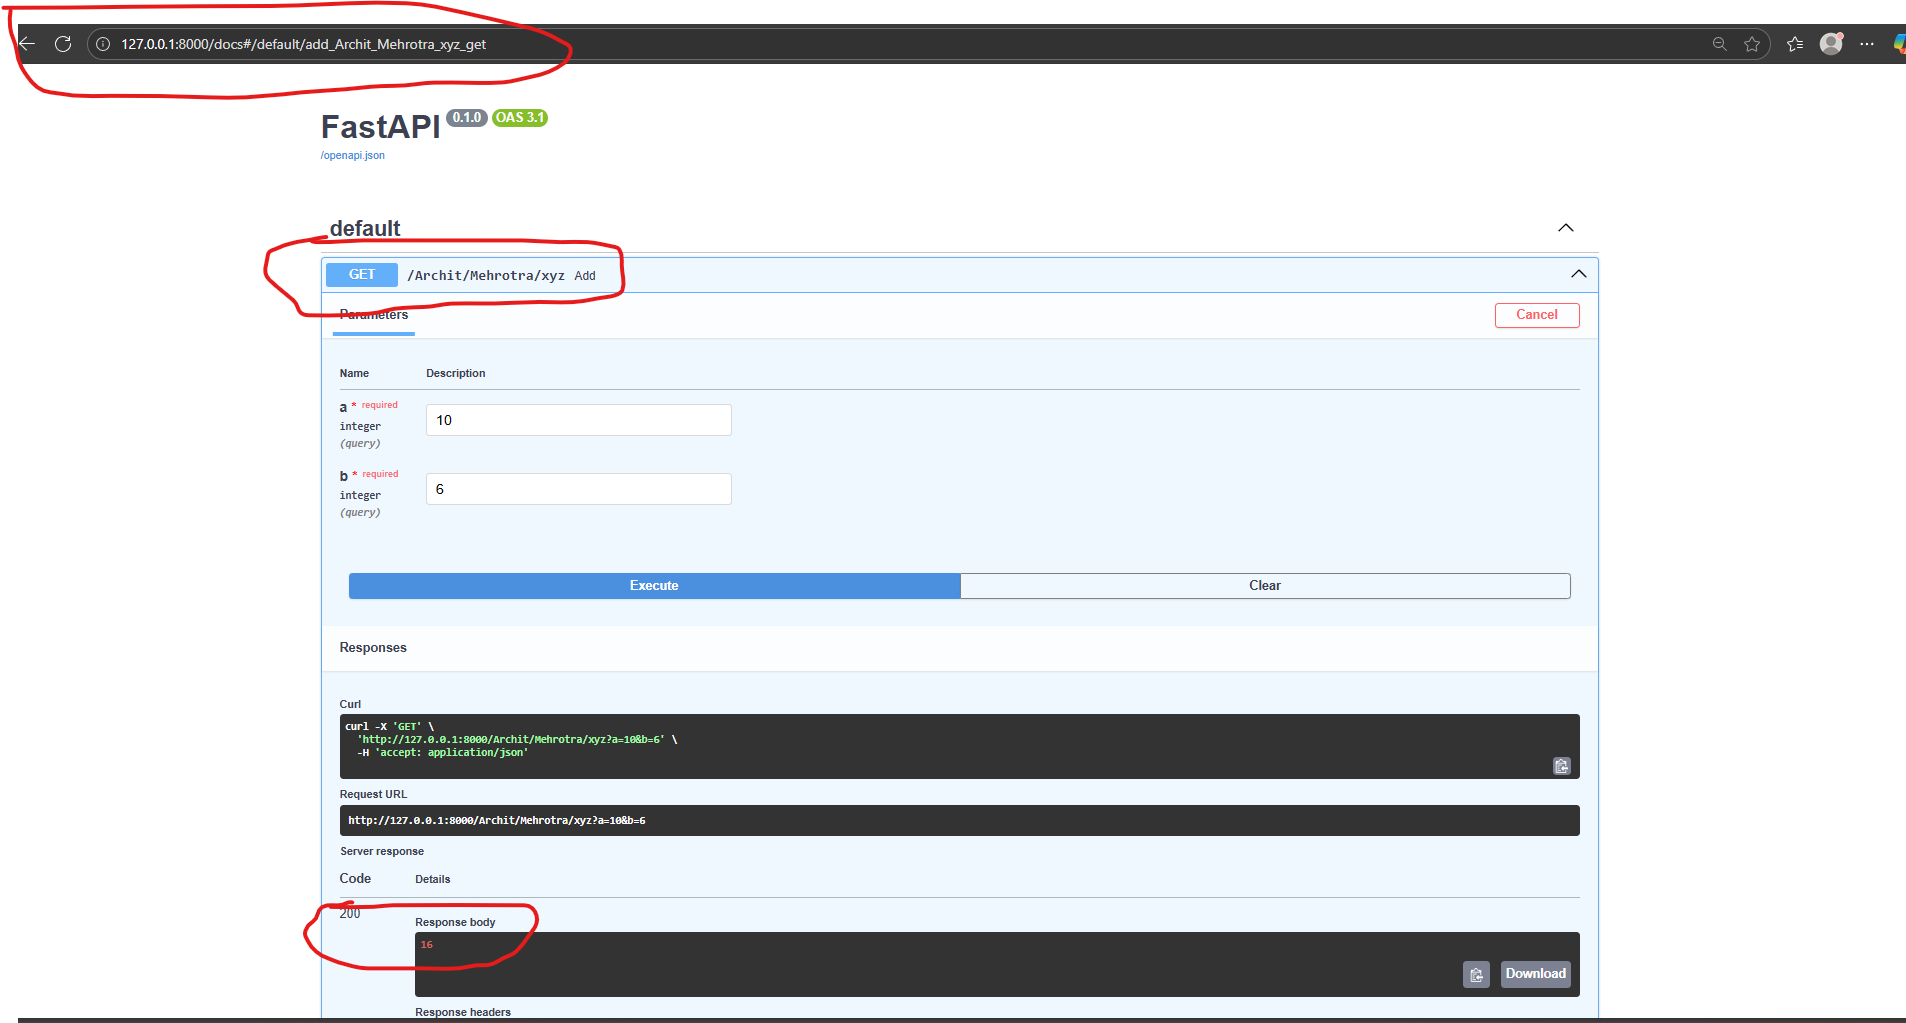 127.0.0.1:8000/docs#/default/add_Archit_Mehrotra_xyz_get
FastAPI 0.1.0 OAS 3.1
/openapi.json
default
GET /Archit/Mehrotra/xyz Add
Parameters
Cancel
Name Description
a * required
integer
(query)
10
b * required
integer
(query)
6
Execute Clear
Responses
Curl
curl -X 'GET' \
'http://127.0.0.1:8000/Archit/Mehrotra/xyz?a=10&b=6' \
-H 'accept: application/json'
Request URL
http://127.0.0.1:8000/Archit/Mehrotra/xyz?a=10&b=6
Server response
Code Details
200
Response body
16
Download
Response headers